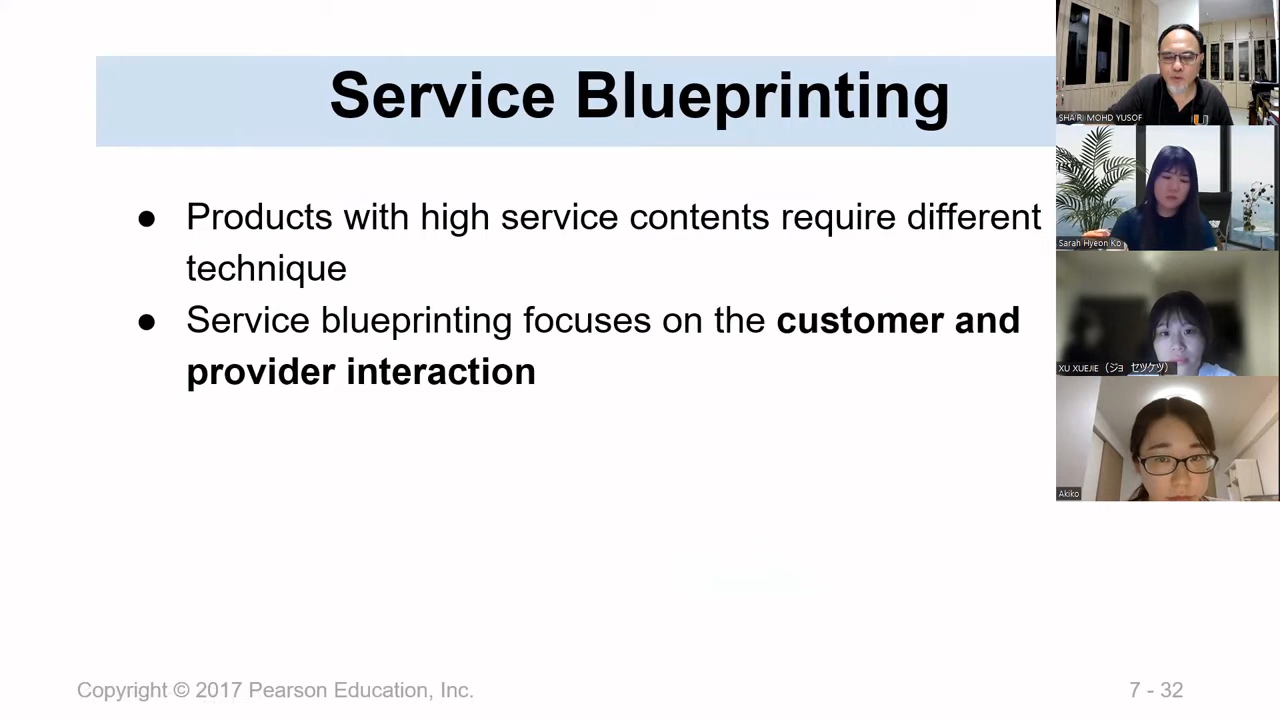 Service Blueprinting
● Products with high service contents require different
technique
● Service blueprinting focuses on the customer and
provider interaction
Copyright © 2017 Pearson Education, Inc.
7 - 32
SHA'RI MOHD YUSOF
Sarah Hyeon Ko
XU XUEJIE（ジョ セツケツ）
Akiko